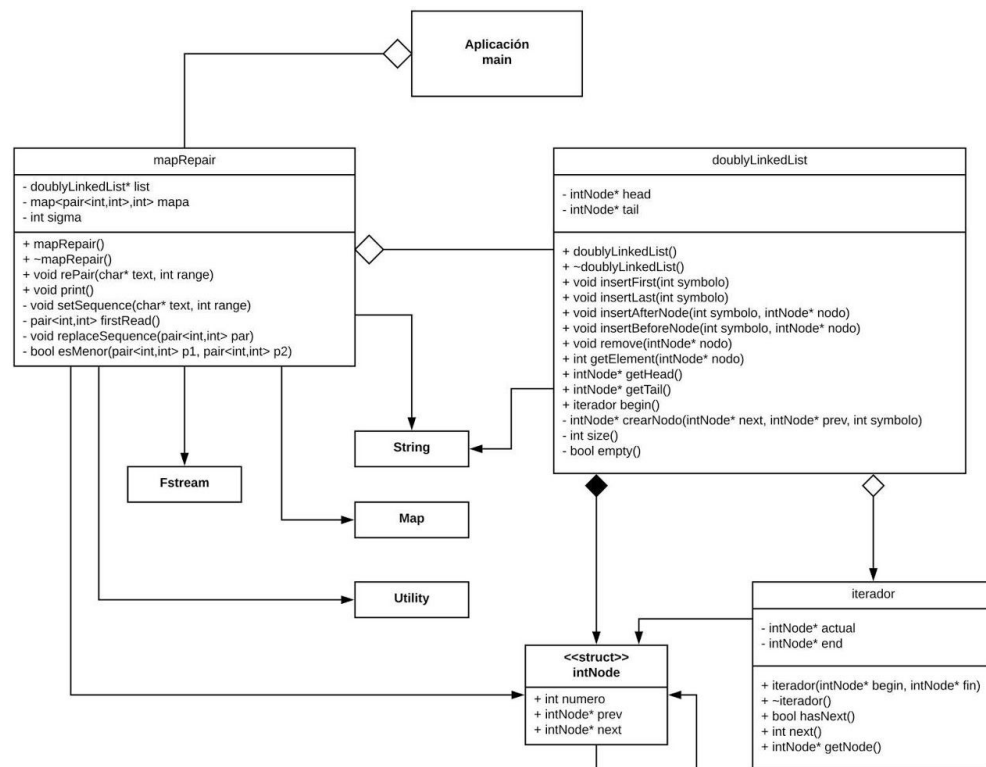 Aplicación
main
mapRepair
- doublyLinkedList* list
- map<pair<int,int>,int> mapa
- int sigma
+ mapRepair()
+ ~mapRepair()
+ void rePair(char* text, int range)
+ void print()
- void setSequence(char* text, int range)
- pair<int,int> firstRead()
- void replaceSequence(pair<int,int> par)
- bool esMenor(pair<int,int> p1, pair<int,int> p2)
doublyLinkedList
- intNode* head
- intNode* tail
+ doublyLinkedList()
+ ~doublyLinkedList()
+ void insertFirst(int symbolo)
+ void insertLast(int symbolo)
+ void insertAfterNode(int symbolo, intNode* nodo)
+ void insertBeforeNode(int symbolo, intNode* nodo)
+ void remove(intNode* nodo)
+ int getElement(intNode* nodo)
+ intNode* getHead()
+ intNode* getTail()
+ iterador begin()
- intNode* crearNodo(intNode* next, intNode* prev, int symbolo)
- int size()
- bool empty()
String
Fstream
Map
Utility
<<struct>>
intNode
+ int numero
+ intNode* prev
+ intNode* next
iterador
- intNode* actual
- intNode* end
+ iterador(intNode* begin, intNode* fin)
+ ~iterador()
+ bool hasNext()
+ int next()
+ intNode* getNode()